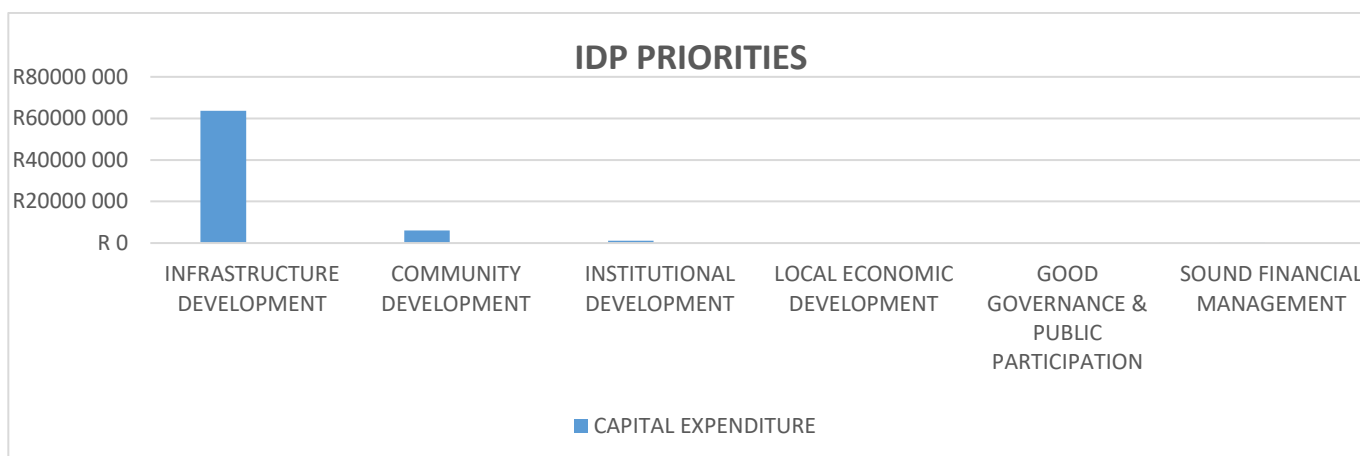 IDP PRIORITIES
R80000 000
R60000 000
R40000 000
R20000 000
R 0
INFRASTRUCTURE
DEVELOPMENT
COMMUNITY
DEVELOPMENT
INSTITUTIONAL
DEVELOPMENT
LOCAL ECONOMIC
DEVELOPMENT
GOOD
GOVERNANCE &
PUBLIC
PARTICIPATION
SOUND FINANCIAL
MANAGEMENT
CAPITAL EXPENDITURE